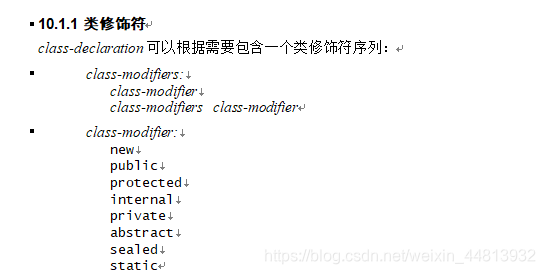 10.1.1 类修饰符
class-declaration 可以根据需要包含一个类修饰符序列：
class-modifiers:
class-modifier
class-modifiers class-modifier
class-modifier:
new
public
protected
internal
private
abstract
sealed
static
https://blog.csdn.net/weixin_44813932